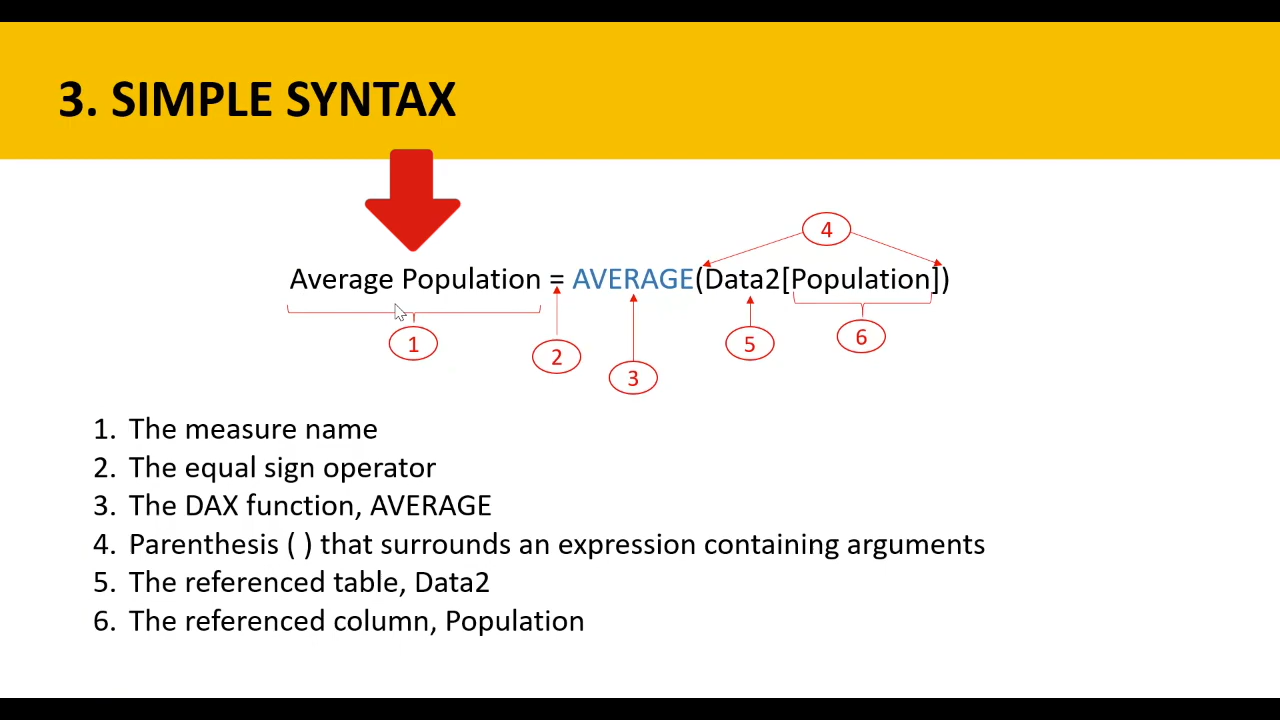 3. SIMPLE SYNTAX
4
Average Population = AVERAGE(Data2[Population])
1
2
3
5
6
1. The measure name
2. The equal sign operator
3. The DAX function, AVERAGE
4. Parenthesis ( ) that surrounds an expression containing arguments
5. The referenced table, Data2
6. The referenced column, Population